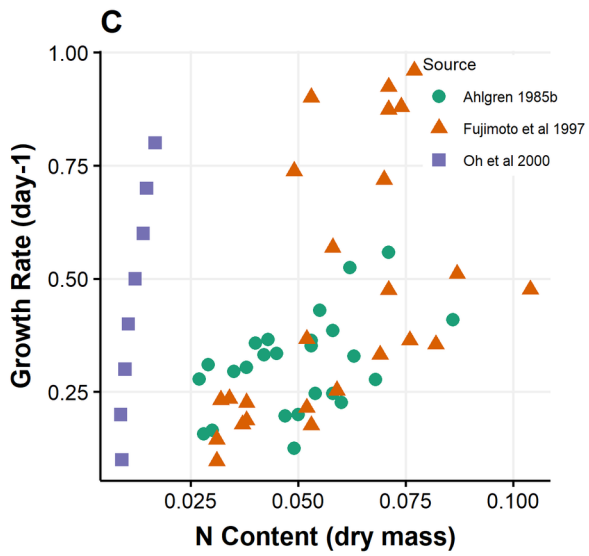 C
1.00
0.75
0.50
0.25
Growth Rate (day-1)
Source
Ahlgren 1985b
Fujimoto et al 1997
Oh et al 2000
0.025 0.050 0.075 0.100
N Content (dry mass)